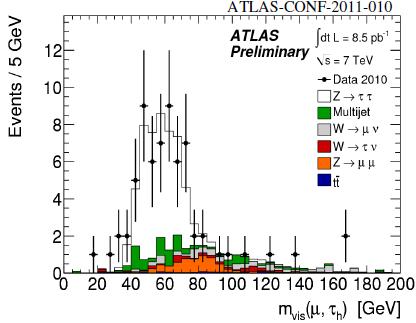 ATLAS-CONF-2011-010
Events / 5 GeV
14
12
10
8
6
4
2
0
ATLAS
Preliminary
∫dt L = 8.5 pb⁻¹
√s = 7 TeV
Data 2010
Z → τ τ
Multijet
W → μ ν
W → τ ν
Z → μ μ
tt̄
0 20 40 60 80 100 120 140 160 180 200
m_vis(μ, τ_h) [GeV]